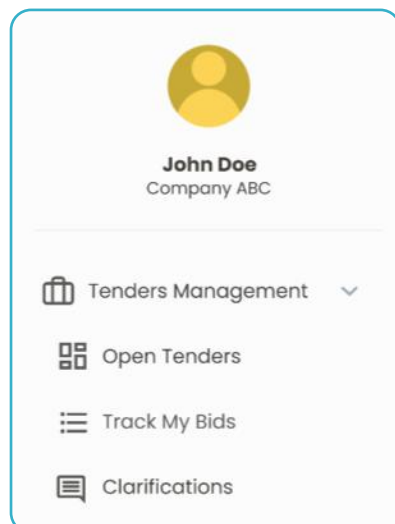 John Doe
Company ABC
Tenders Management
Open Tenders
Track My Bids
Clarifications